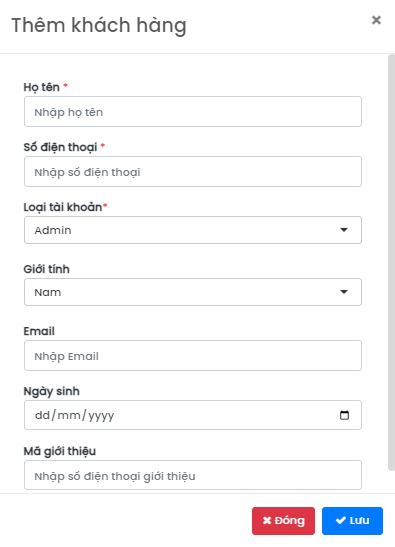 Thêm khách hàng
Họ tên *
Nhập họ tên
Số điện thoại *
Nhập số điện thoại
Loại tài khoản*
Admin
Giới tính
Nam
Email
Nhập Email
Ngày sinh
dd/mm/yyyy
Mã giới thiệu
Nhập số điện thoại giới thiệu
Đóng
Lưu